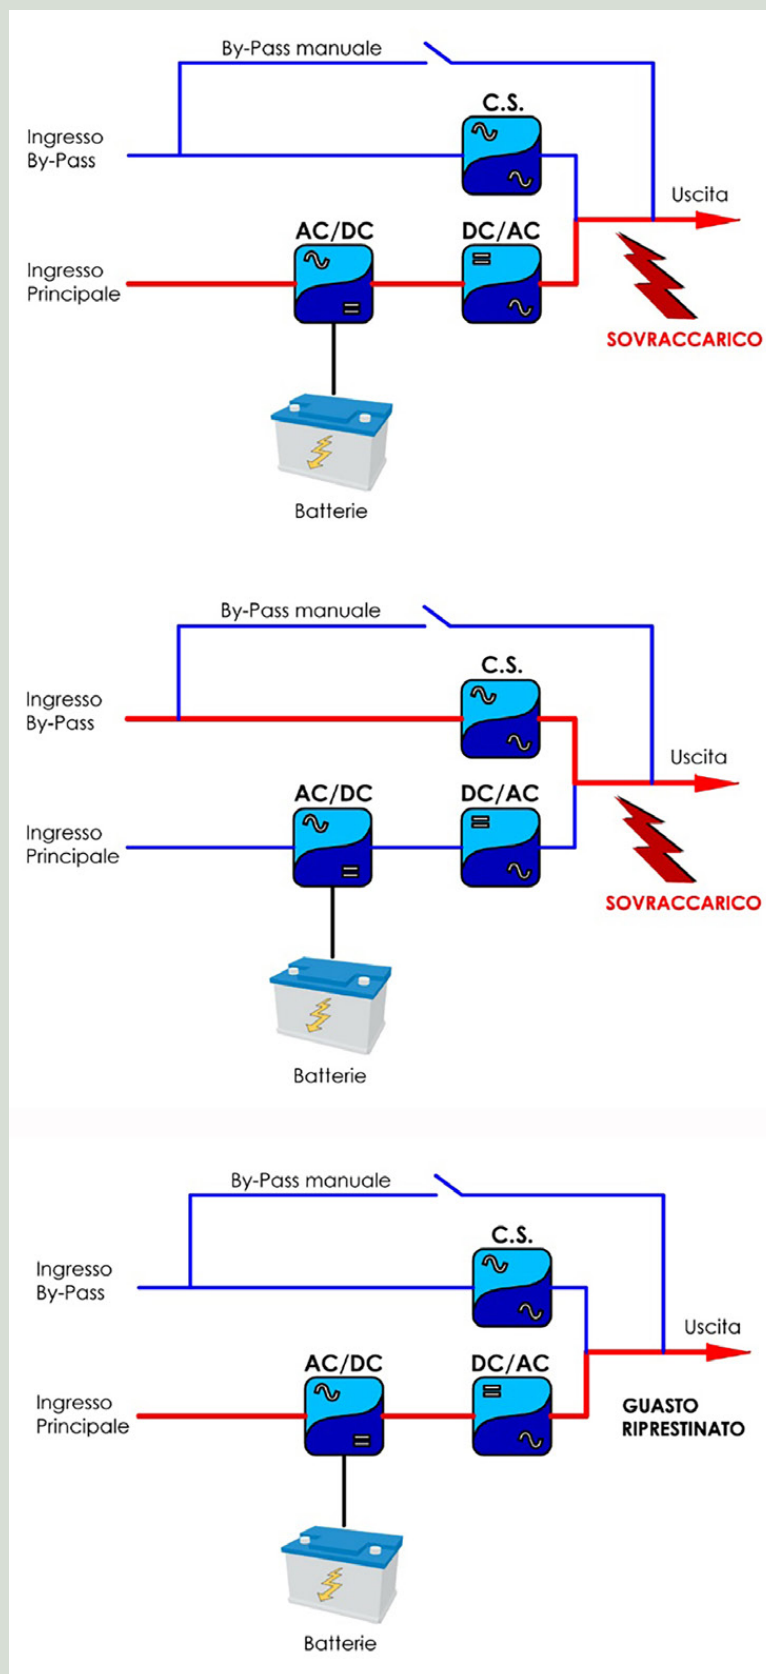 By-Pass manuale
C.S.
Ingresso
By-Pass
Uscita
AC/DC
DC/AC
Ingresso
Principale
SOVRACCARICO
Batterie
By-Pass manuale
C.S.
Ingresso
By-Pass
Uscita
AC/DC
DC/AC
Ingresso
Principale
SOVRACCARICO
Batterie
By-Pass manuale
C.S.
Ingresso
By-Pass
Uscita
AC/DC
DC/AC
Ingresso
Principale
GUASTO
RIPRESTINATO
Batterie